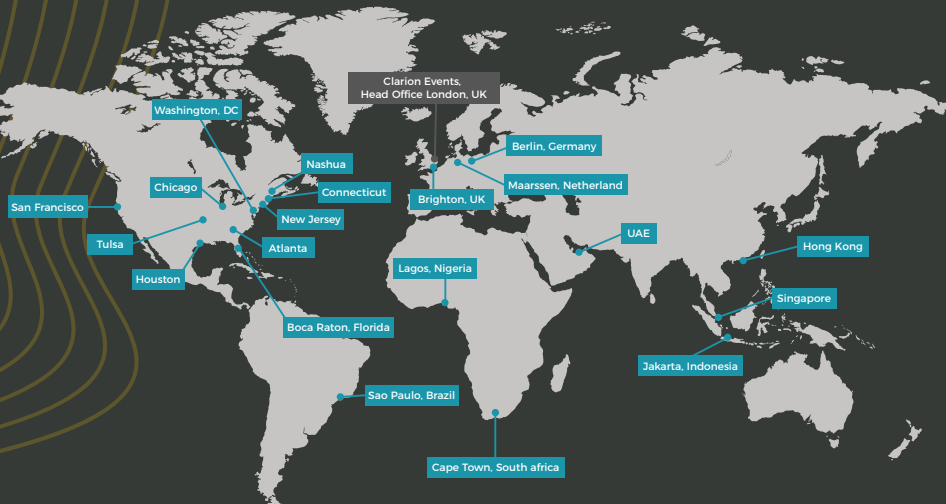 Clarion Events,
Head Office London, UK
Washington, DC
Berlin, Germany
Nashua
Chicago
Connecticut
Maarssen, Netherland
Brighton, UK
San Francisco
New Jersey
Tulsa
Atlanta
UAE
Hong Kong
Houston
Lagos, Nigeria
Singapore
Boca Raton, Florida
Jakarta, Indonesia
Sao Paulo, Brazil
Cape Town, South africa